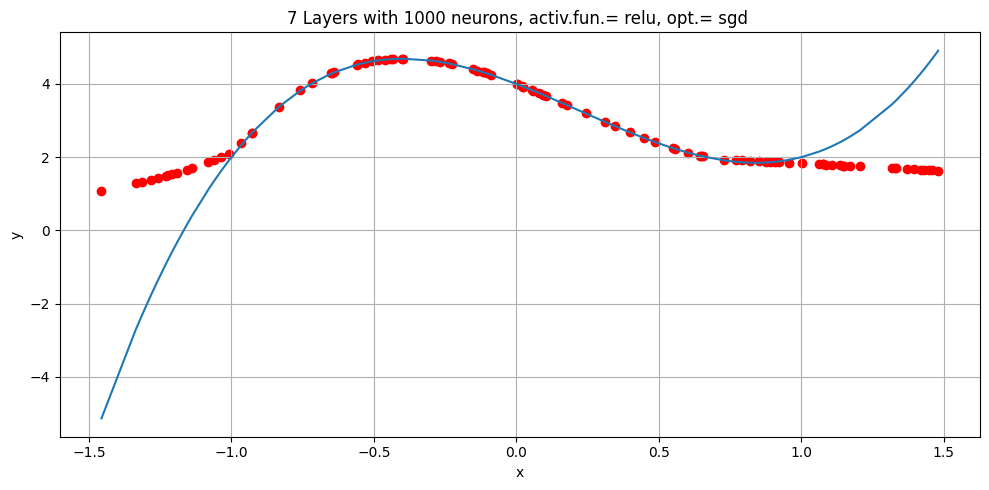 7 Layers with 1000 neurons, activ.fun.= relu, opt.= sgd
y
4
2
0
−2
−4
−1.5 −1.0 −0.5 0.0 0.5 1.0 1.5
x